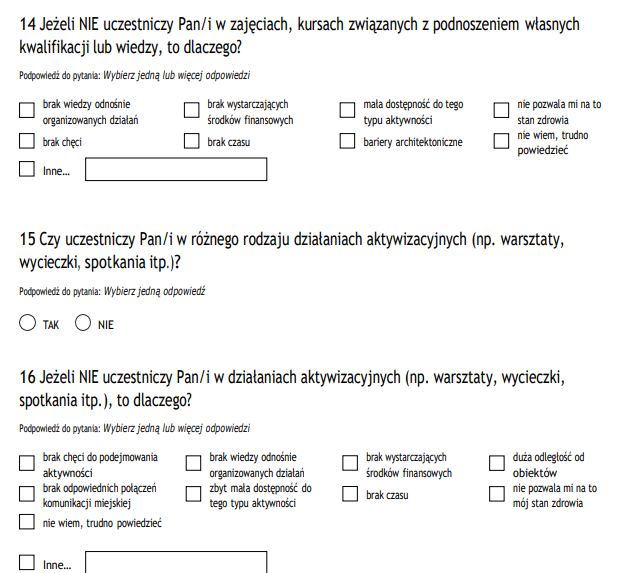 14 Jeżeli NIE uczestniczy Pan/i w zajęciach, kursach związanych z podnoszeniem własnych
kwalifikacji lub wiedzy, to dlaczego?
Podpowiedź do pytania: Wybierz jedną lub więcej odpowiedzi
brak wiedzy odnośnie organizowanych działań
brak wystarczających środków finansowych
mała dostępność do tego typu aktywności
nie pozwala mi na to stan zdrowia
brak chęci
brak czasu
bariery architektoniczne
nie wiem, trudno powiedzieć
Inne...
15 Czy uczestniczy Pan/i w różnego rodzaju działaniach aktywizacyjnych (np. warsztaty,
wycieczki, spotkania itp.)?
Podpowiedź do pytania: Wybierz jedną odpowiedź
TAK NIE
16 Jeżeli NIE uczestniczy Pan/i w działaniach aktywizacyjnych (np. warsztaty, wycieczki,
spotkania itp.), to dlaczego?
Podpowiedź do pytania: Wybierz jedną lub więcej odpowiedzi
brak chęci do podejmowania aktywności
brak wiedzy odnośnie organizowanych działań
brak wystarczających środków finansowych
duża odległość od obiektów
brak odpowiednich połączeń komunikacji miejskiej
zbyt mała dostępność do tego typu aktywności
brak czasu
nie pozwala mi na to mój stan zdrowia
nie wiem, trudno powiedzieć
Inne...